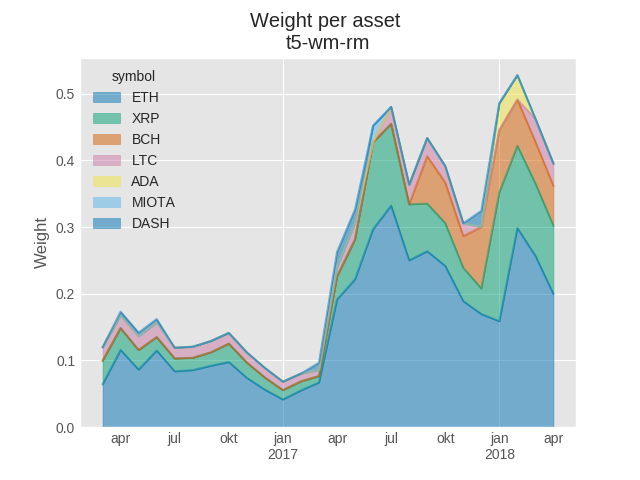 Weight per asset
t5-wm-rm
Weight
0.5
0.4
0.3
0.2
0.1
0.0
symbol
ETH
XRP
BCH
LTC
ADA
MIOTA
DASH
apr jul okt jan apr jul okt jan apr
2017 2018